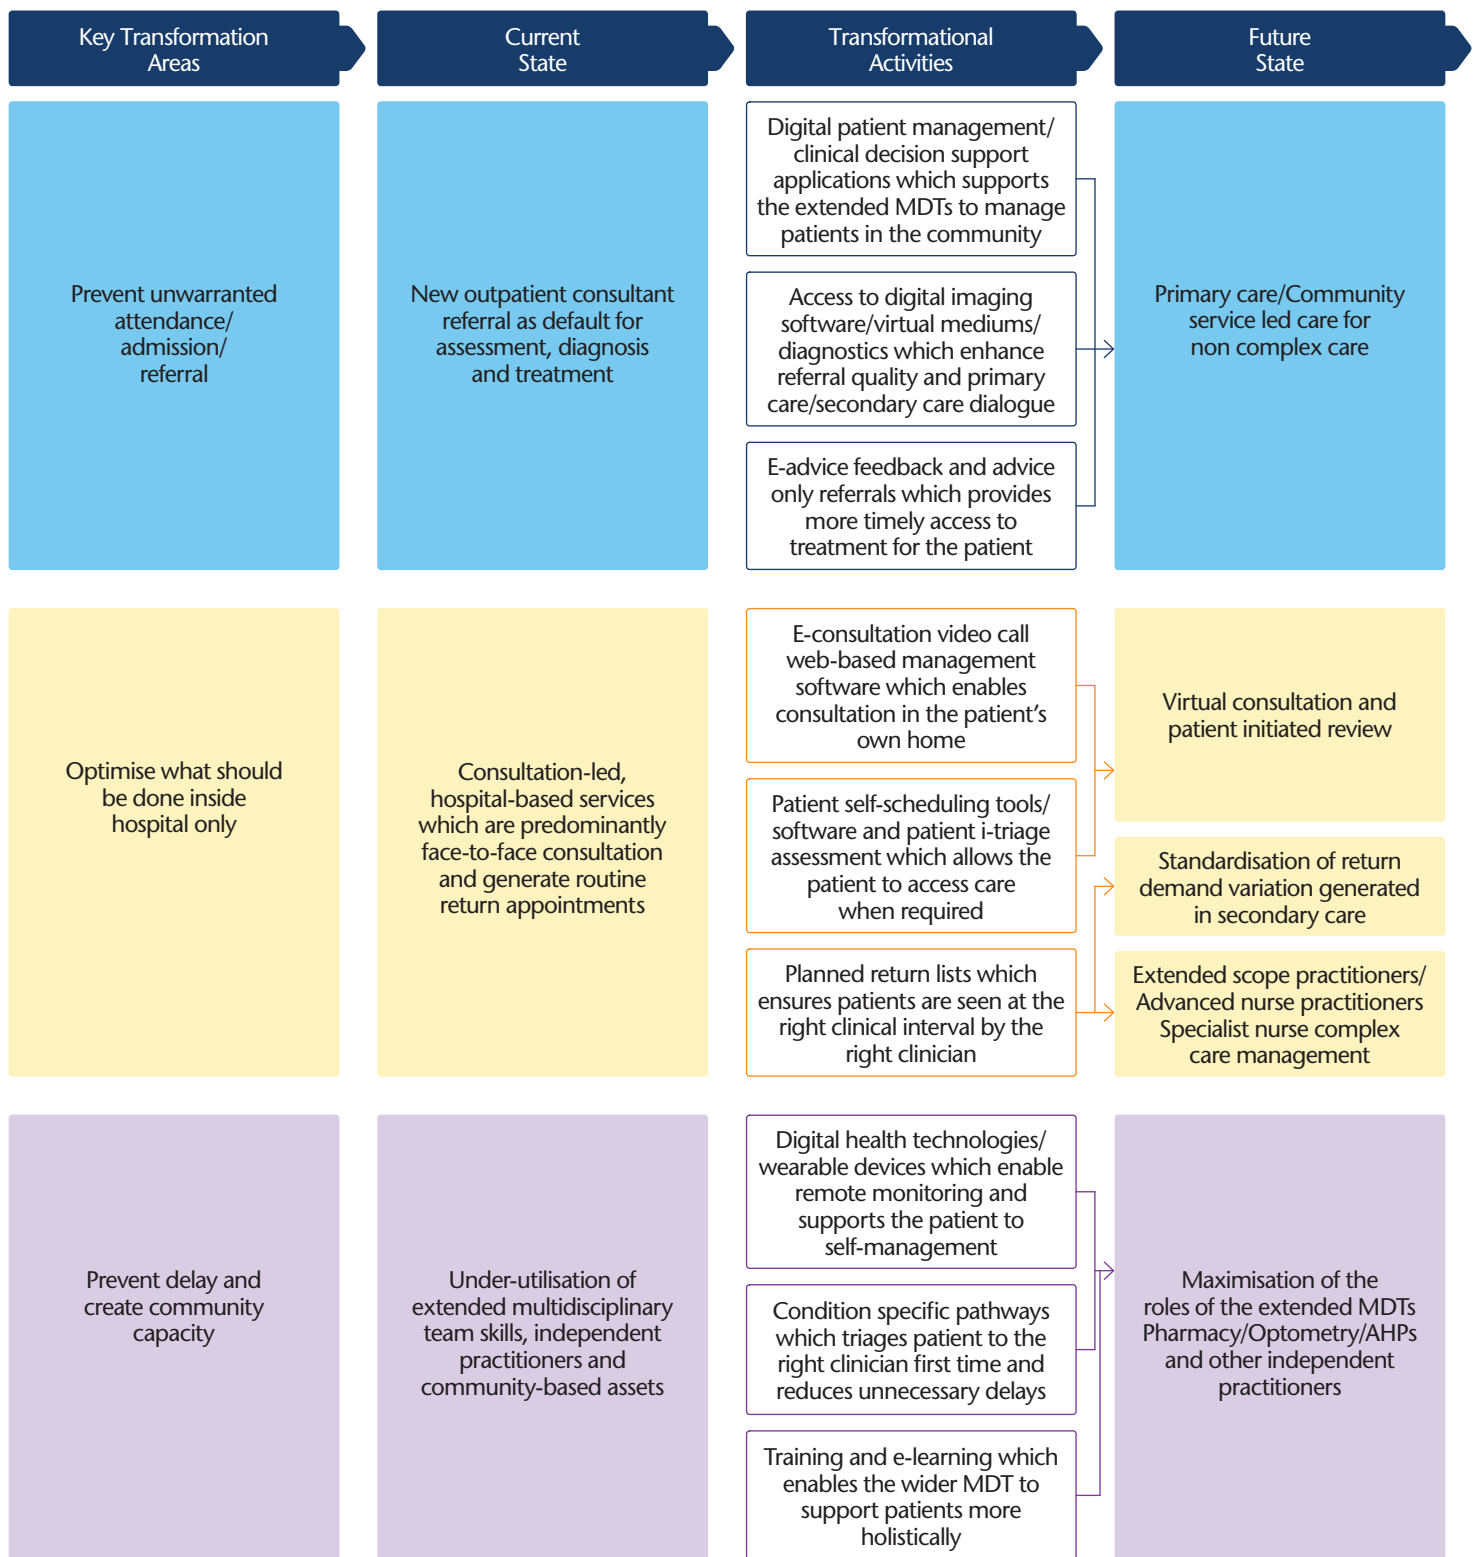 Key Transformation
Areas
Current
State
Transformational
Activities
Future
State
Prevent unwarranted
attendance/
admission/
referral
New outpatient consultant
referral as default for
assessment, diagnosis
and treatment
Digital patient management/
clinical decision support
applications which supports
the extended MDTs to manage
patients in the community
Access to digital imaging
software/virtual mediums/
diagnostics which enhance
referral quality and primary
care/secondary care dialogue
E-advice feedback and advice
only referrals which provides
more timely access to
treatment for the patient
Primary care/Community
service led care for
non complex care
Optimise what should
be done inside
hospital only
Consultation-led,
hospital-based services
which are predominantly
face-to-face consultation
and generate routine
return appointments
E-consultation video call
web-based management
software which enables
consultation in the patient’s
own home
Patient self-scheduling tools/
software and patient i-triage
assessment which allows the
patient to access care
when required
Planned return lists which
ensures patients are seen at the
right clinical interval by the
right clinician
Virtual consultation and
patient initiated review
Standardisation of return
demand variation generated
in secondary care
Extended scope practitioners/
Advanced nurse practitioners
Specialist nurse complex
care management
Prevent delay and
create community
capacity
Under-utilisation of
extended multidisciplinary
team skills, independent
practitioners and
community-based assets
Digital health technologies/
wearable devices which enable
remote monitoring and
supports the patient to
self-management
Condition specific pathways
which triages patient to the
right clinician first time and
reduces unnecessary delays
Training and e-learning which
enables the wider MDT to
support patients more
holistically
Maximisation of the
roles of the extended MDTs
Pharmacy/Optometry/AHPs
and other independent
practitioners